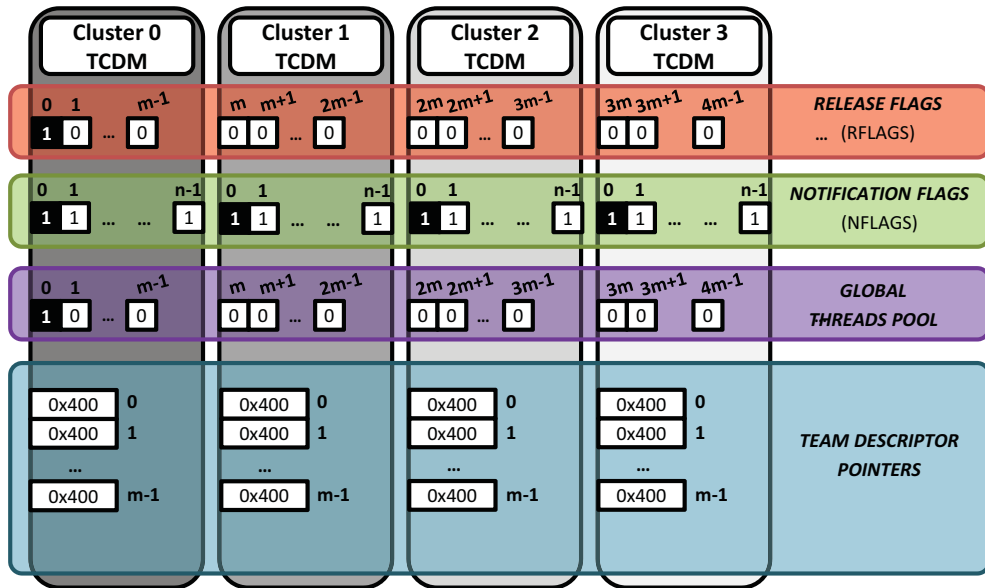 Cluster 0 TCDM
Cluster 1 TCDM
Cluster 2 TCDM
Cluster 3 TCDM
0 1 m-1 m m+1 2m-1 2m 2m+1 3m-1 3m 3m+1 4m-1
RELEASE FLAGS
1 0 ... 0 0 0 ... 0 0 0 ... 0 0 0 0 ... (RFLAGS)
0 1 n-1 0 1 n-1 0 1 n-1 0 1 n-1
NOTIFICATION FLAGS
1 1 ... ... 1 1 1 ... ... 1 1 1 ... ... 1 1 1 ... ... 1
(NFLAGS)
0 1 m-1 m m+1 2m-1 2m 2m+1 3m-1 3m 3m+1 4m-1
GLOBAL
1 0 ... 0 0 0 ... 0 0 0 ... 0 0 0 0
... THREADS POOL
0x400 0 0x400 0 0x400 0 0x400 0
0x400 1 0x400 1 0x400 1 0x400 1
TEAM DESCRIPTOR
... ... ... ...
POINTERS
0x400 m-1 0x400 m-1 0x400 m-1 0x400 m-1